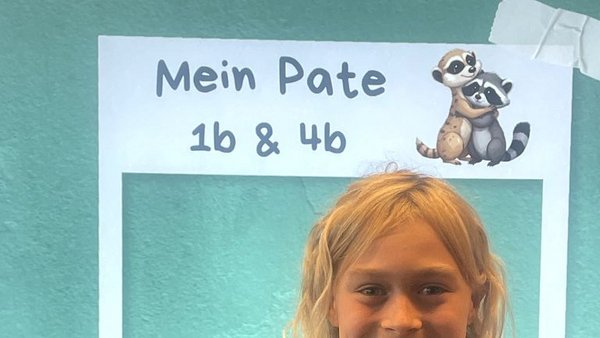 Mein Pate
1b & 4b